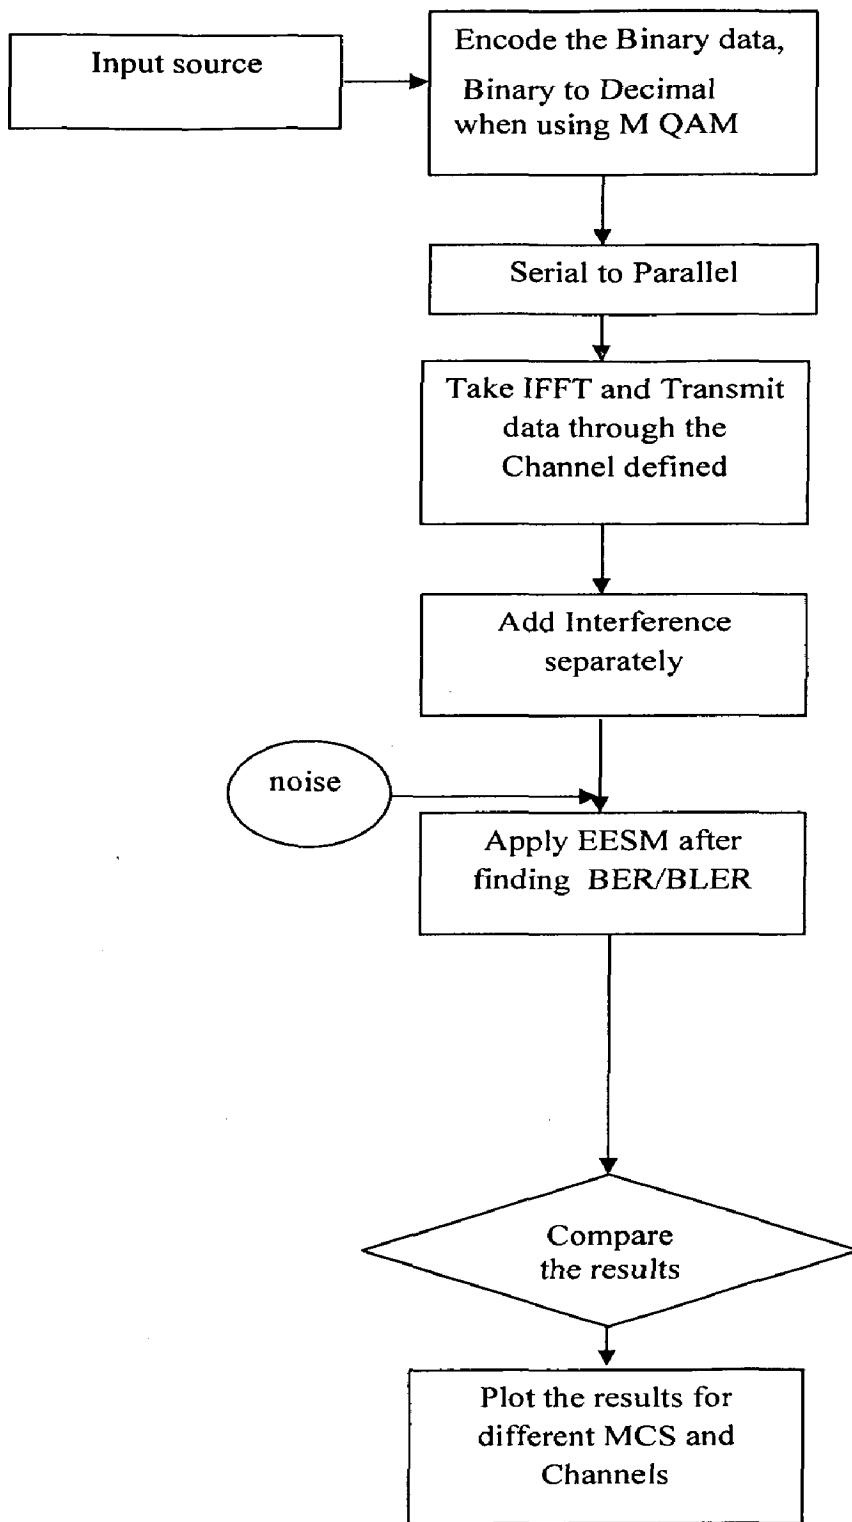 Input source
Encode the Binary data,
Binary to Decimal
when using M QAM
Serial to Parallel
Take IFFT and Transmit
data through the
Channel defined
Add Interference
separately
noise
Apply EESM after
finding BER/BLER
Compare
the results
Plot the results for
different MCS and
Channels